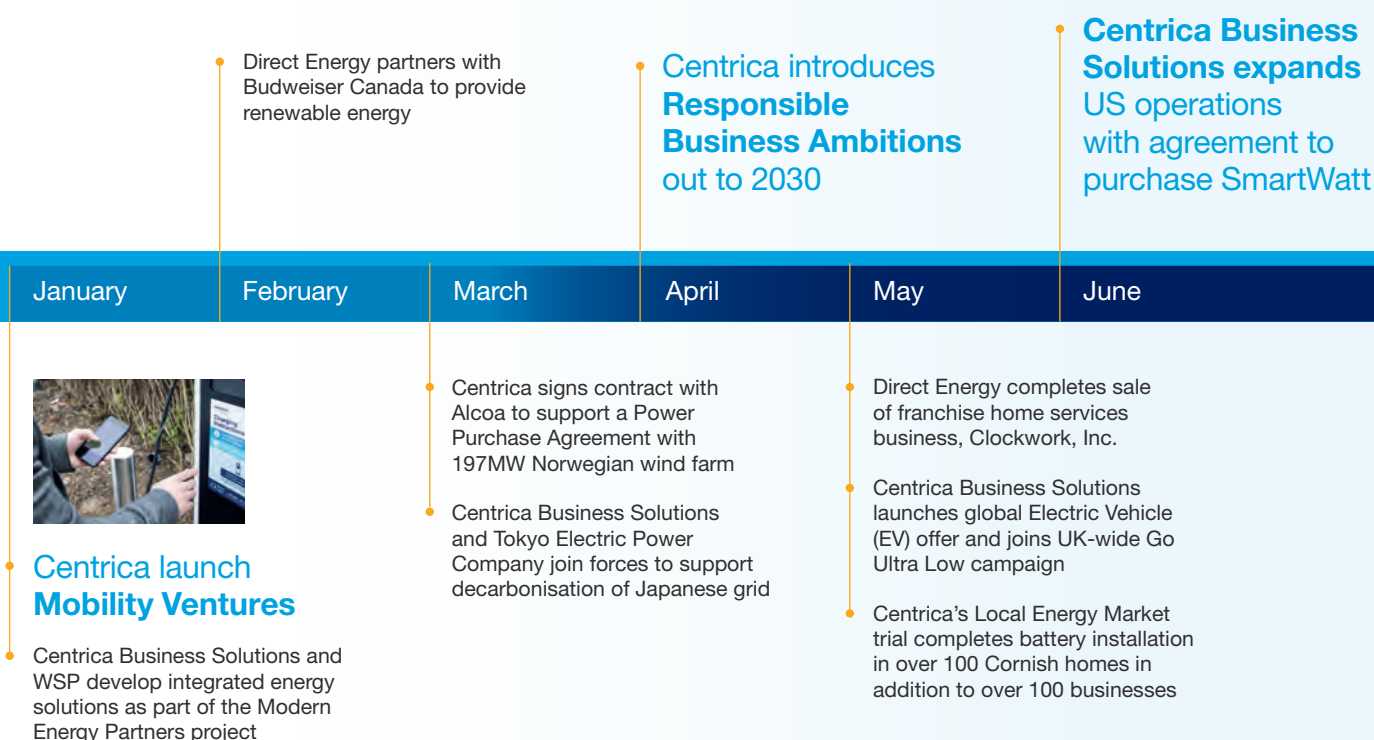 Direct Energy partners with
Budweiser Canada to provide
renewable energy
Centrica introduces
Responsible
Business Ambitions
out to 2030
Centrica Business
Solutions expands
US operations
with agreement to
purchase SmartWatt
January
February
March
April
May
June
Centrica launch
Mobility Ventures
Centrica Business Solutions and
WSP develop integrated energy
solutions as part of the Modern
Energy Partners project
Centrica signs contract with
Alcoa to support a Power
Purchase Agreement with
197MW Norwegian wind farm
Centrica Business Solutions
and Tokyo Electric Power
Company join forces to support
decarbonisation of Japanese grid
Direct Energy completes sale
of franchise home services
business, Clockwork, Inc.
Centrica Business Solutions
launches global Electric Vehicle
(EV) offer and joins UK-wide Go
Ultra Low campaign
Centrica’s Local Energy Market
trial completes battery installation
in over 100 Cornish homes in
addition to over 100 businesses